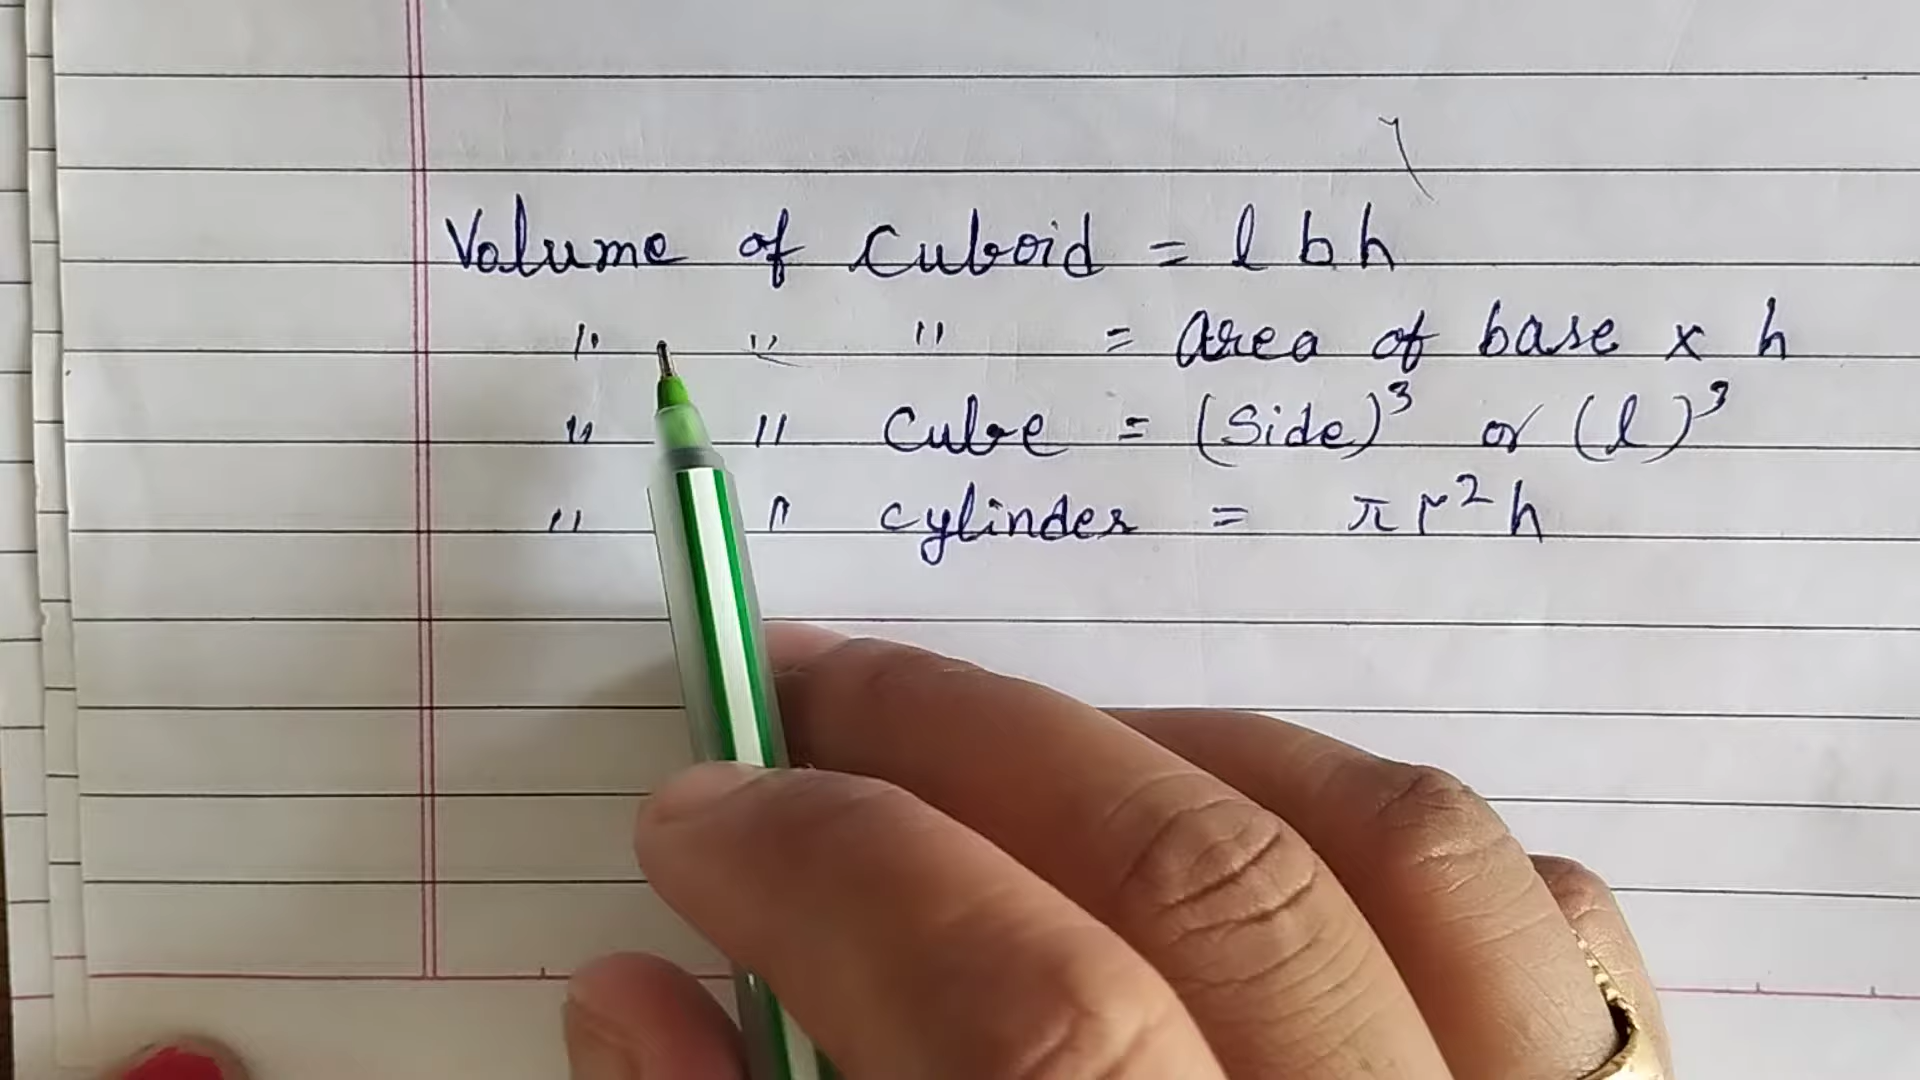 Volume of Cuboid = l b h
" " " = area of base x h
" " Cube = (Side)³ or (l)³
" " cylinder = πr²h